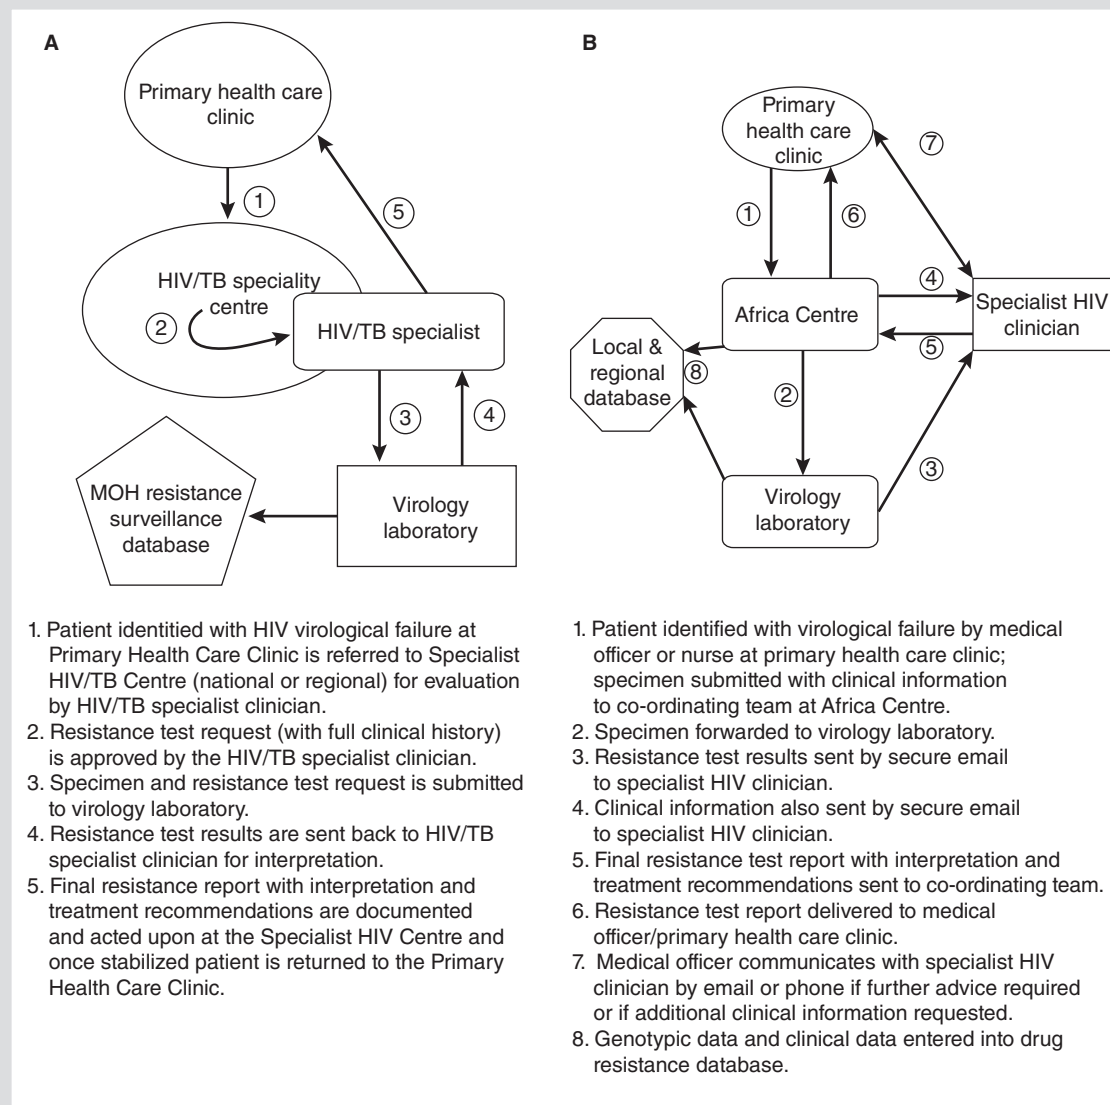 A
Primary health care
clinic
1
5
HIV/TB speciality
centre
2
HIV/TB specialist
3
4
MOH resistance
surveillance
database
Virology
laboratory
1. Patient identitied with HIV virological failure at
Primary Health Care Clinic is referred to Specialist
HIV/TB Centre (national or regional) for evaluation
by HIV/TB specialist clinician.
2. Resistance test request (with full clinical history)
is approved by the HIV/TB specialist clinician.
3. Specimen and resistance test request is submitted
to virology laboratory.
4. Resistance test results are sent back to HIV/TB
specialist clinician for interpretation.
5. Final resistance report with interpretation and
treatment recommendations are documented
and acted upon at the Specialist HIV Centre and
once stabilized patient is returned to the Primary
Health Care Clinic.
B
Primary
health care
clinic
7
1
6
Africa Centre
4
Specialist HIV
clinician
5
Local &
regional
database
8
2
3
Virology
laboratory
1. Patient identified with virological failure by medical
officer or nurse at primary health care clinic;
specimen submitted with clinical information
to co-ordinating team at Africa Centre.
2. Specimen forwarded to virology laboratory.
3. Resistance test results sent by secure email
to specialist HIV clinician.
4. Clinical information also sent by secure email
to specialist HIV clinician.
5. Final resistance test report with interpretation and
treatment recommendations sent to co-ordinating team.
6. Resistance test report delivered to medical
officer/primary health care clinic.
7. Medical officer communicates with specialist HIV
clinician by email or phone if further advice required
or if additional clinical information requested.
8. Genotypic data and clinical data entered into drug
resistance database.